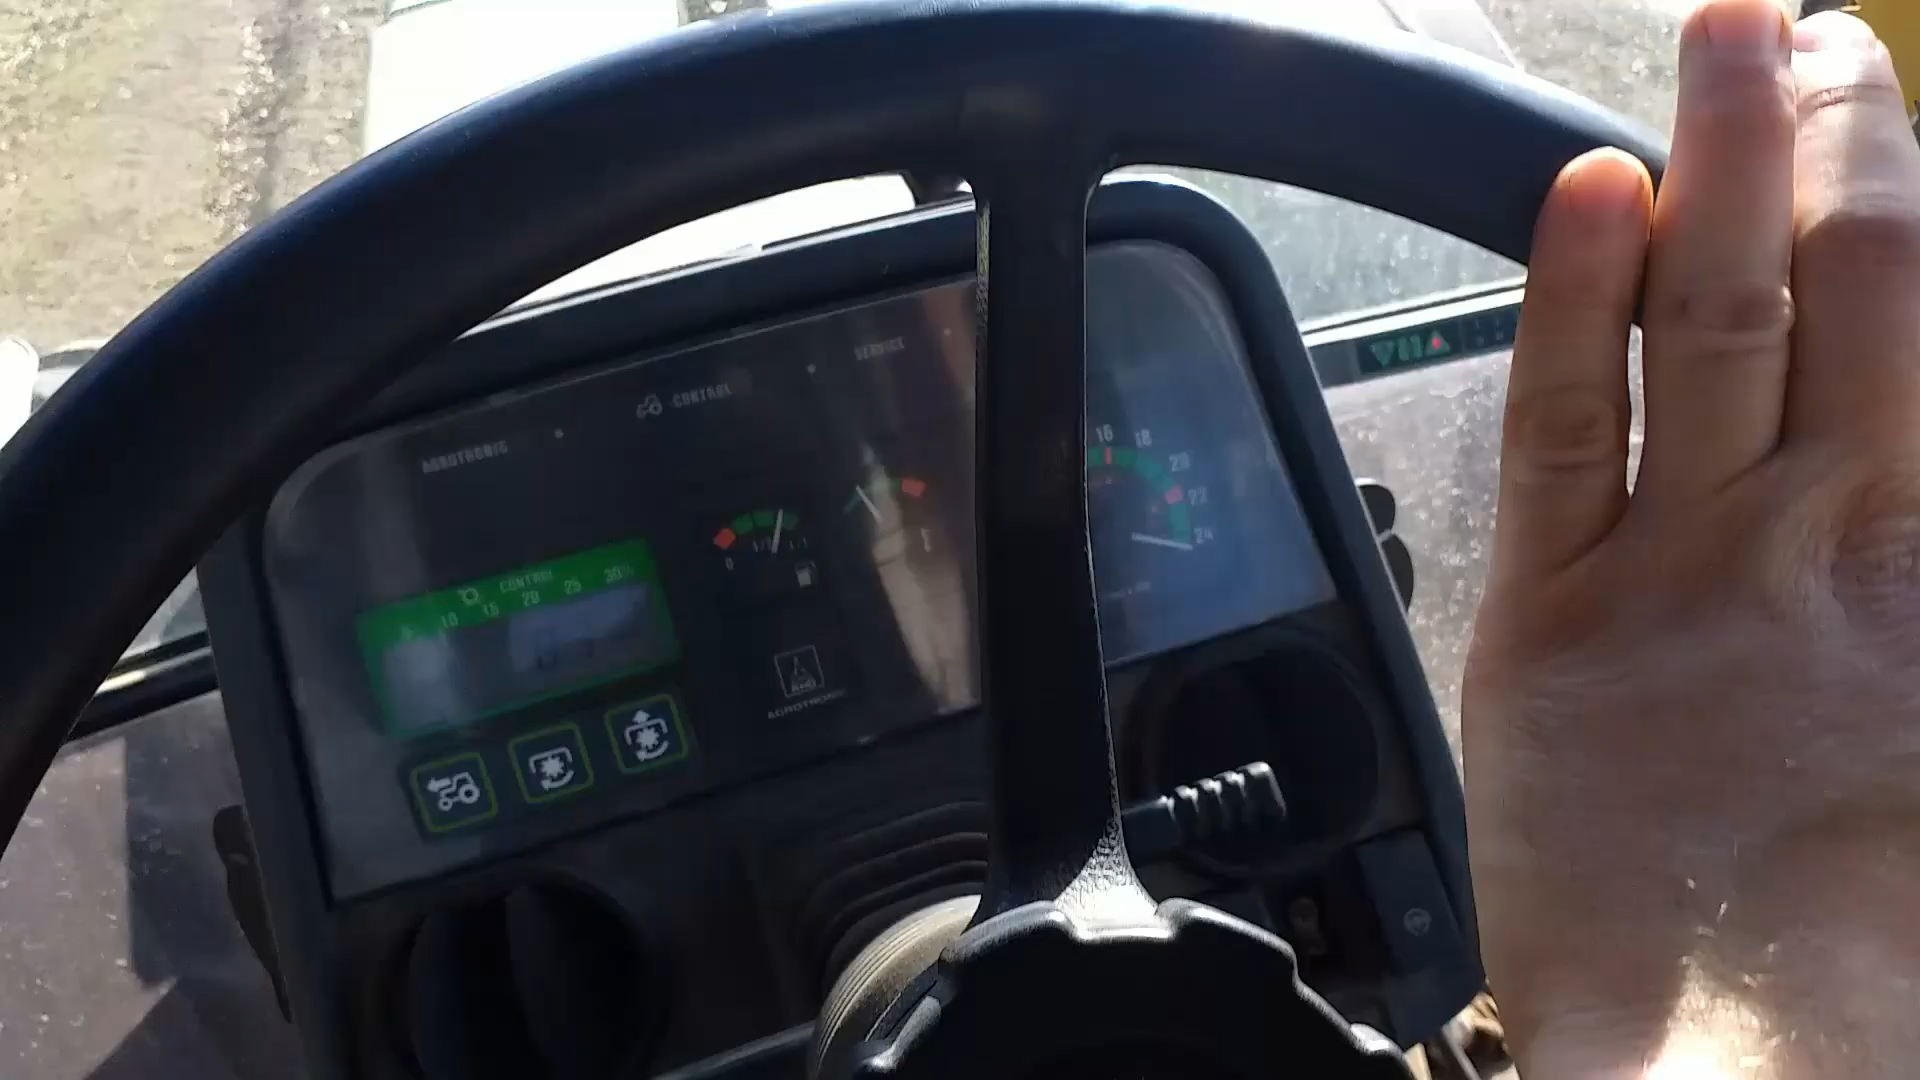 SERVICE
CONTROL
AGROTRONIC
16 18
20
22
24
CONTROL
10 15 20 25 30%
0 1/2 1/1
AGROTRONIC